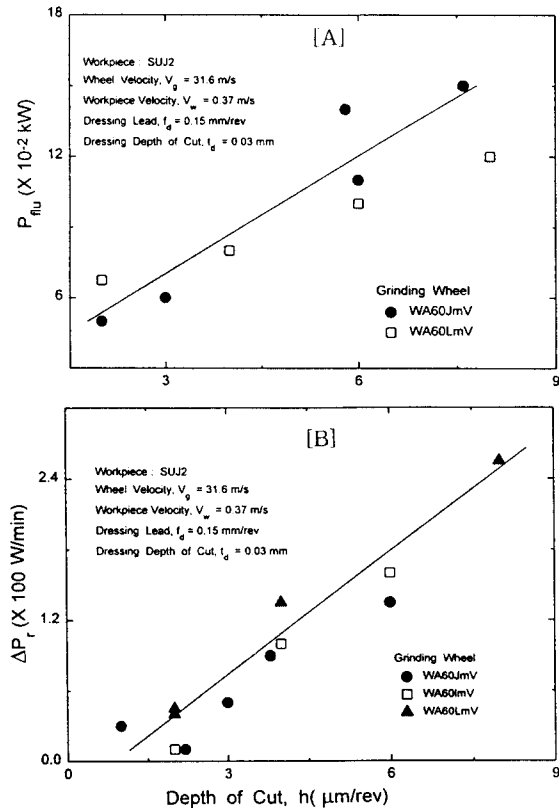 18
[A]
Workpiece : SUJ2
Wheel Velocity, V_g = 31.6 m/s
Workpiece Velocity, V_w = 0.37 m/s
Dressing Lead, f_d = 0.15 mm/rev
Dressing Depth of Cut, t_d = 0.03 mm
12
P_flu (X 10^-2 kW)
6
Grinding Wheel
WA60JmV
WA60LmV
3
6
9
[B]
2.4
Workpiece : SUJ2
Wheel Velocity, V_g = 31.6 m/s
Workpiece Velocity, V_w = 0.37 m/s
Dressing Lead, f_d = 0.15 mm/rev
Dressing Depth of Cut, t_d = 0.03 mm
ΔP_r (X 100 W/min)
1.2
Grinding Wheel
WA60JmV
WA60ImV
WA60LmV
0.0
0
3
6
9
Depth of Cut, h( μm/rev)